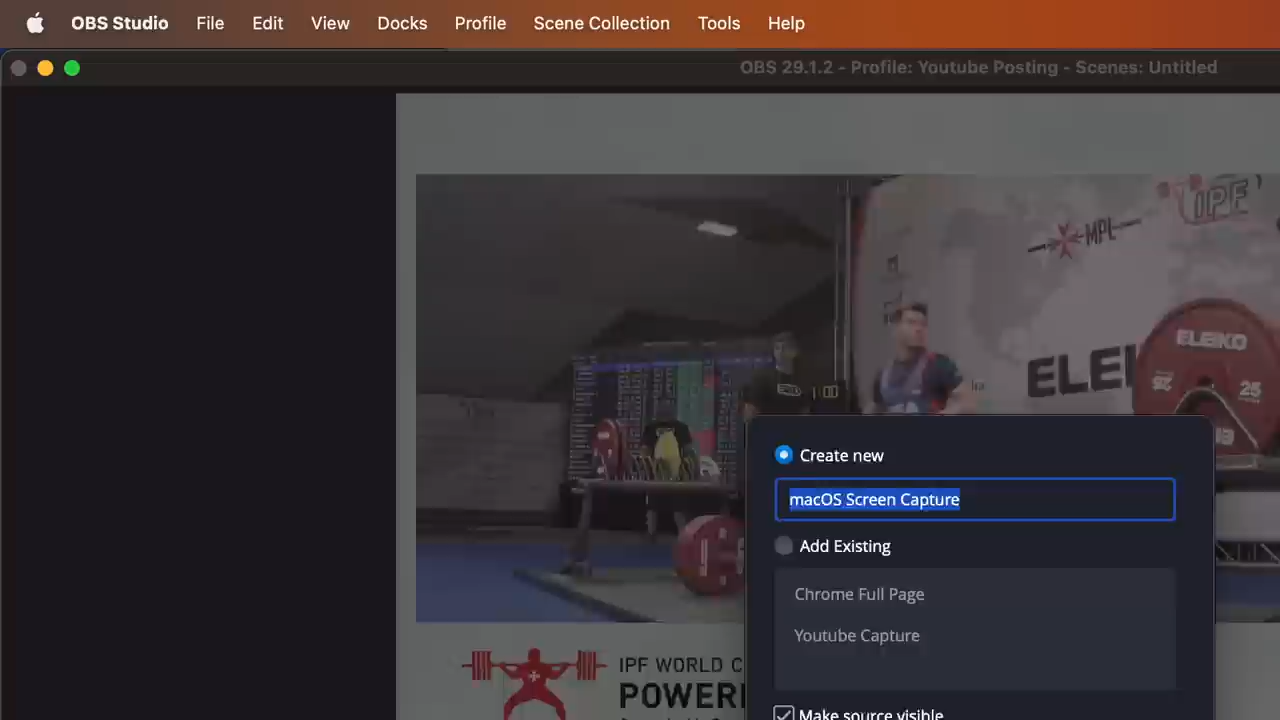 OBS Studio File Edit View Docks Profile Scene Collection Tools Help
OBS 29.1.2 - Profile: Youtube Posting - Scenes: Untitled
IPF
MPL
ELEIKO
25
25
ELEI
Create new
macOS Screen Capture
Add Existing
Chrome Full Page
Youtube Capture
Make source visible
IPF WORLD C
POWER